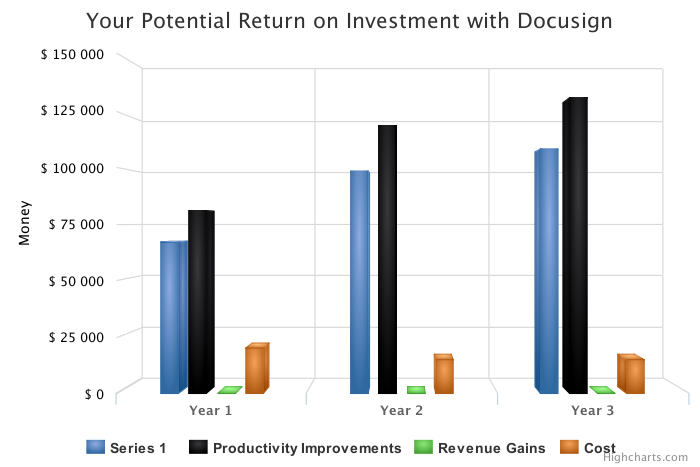 Your Potential Return on Investment with Docusign
$ 150 000
$ 125 000
$ 100 000
$ 75 000
$ 50 000
$ 25 000
$ 0
Money
Year 1 Year 2 Year 3
Series 1 Productivity Improvements Revenue Gains Cost
Highcharts.com